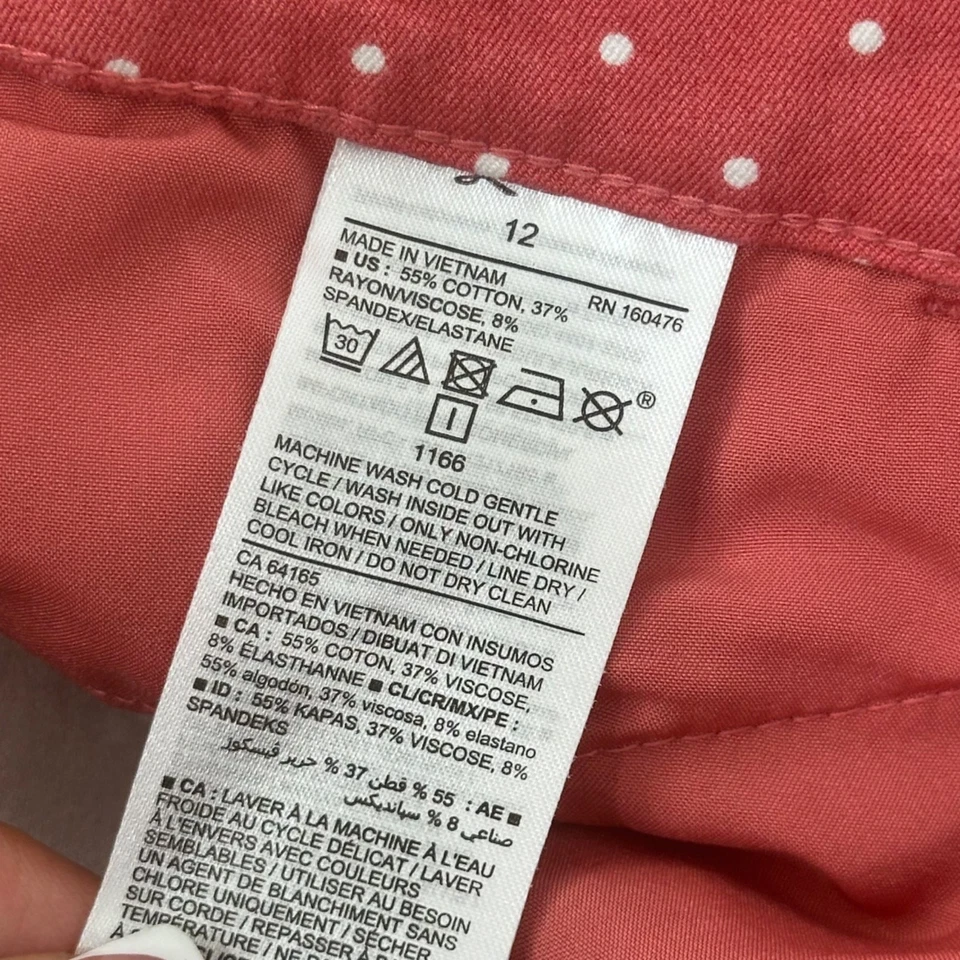 12
MADE IN VIETNAM RN 160476
■ US : 55% COTTON, 37%
RAYON/VISCOSE, 8%
SPANDEX/ELASTANE
30
®
1166
MACHINE WASH COLD GENTLE
CYCLE / WASH INSIDE OUT WITH
LIKE COLORS / ONLY NON-CHLORINE
BLEACH WHEN NEEDED / LINE DRY /
COOL IRON / DO NOT DRY CLEAN
CA 64165
HECHO EN VIETNAM CON INSUMOS
IMPORTADOS / DIBUAT DI VIETNAM
■ CA : 55% COTON, 37% VISCOSE,
8% ÉLASTHANNE ■ CL/CR/MX/PE :
55% algodon, 37% viscosa, 8% elastano
■ ID : 55% KAPAS, 37% VISCOSE, 8%
SPANDEKS
■ AE : 55 % قطن 37 % حرير فيسكوز
صناعي 8 % سباندیکس
■ CA : LAVER À LA MACHINE À L'EAU
FROIDE AU CYCLE DÉLICAT / LAVER
À L'ENVERS AVEC COULEURS
SEMBLABLES / UTILISER AU BESOIN
UN AGENT DE BLANCHIMENT SANS
CHLORE UNIQUEMENT / SÉCHER
SUR CORDE / REPASSER À
TEMPÉRATURE / NE